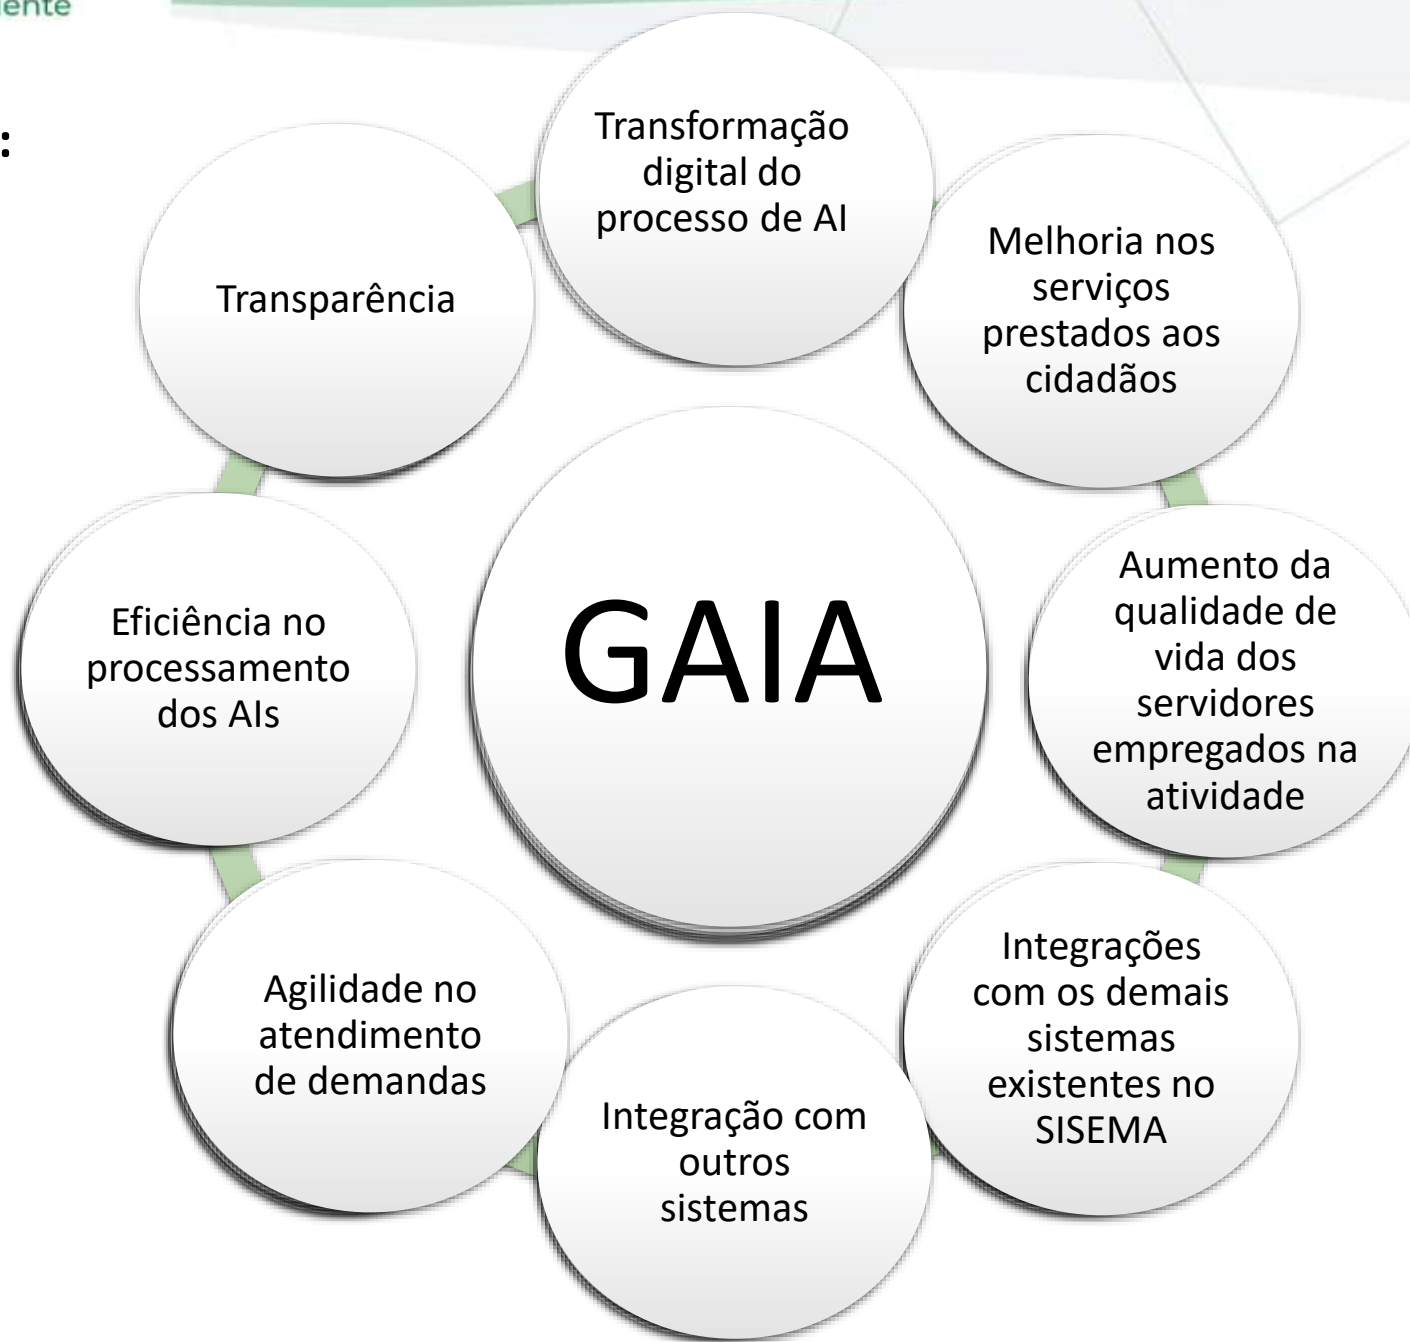 :
Transformação
digital do
processo de AI
Melhoria nos
serviços
prestados aos
cidadãos
Aumento da
qualidade de
vida dos
servidores
empregados na
atividade
Integrações
com os demais
sistemas
existentes no
SISEMA
Integração com
outros
sistemas
Agilidade no
atendimento
de demandas
Eficiência no
processamento
dos AIs
Transparência
GAIA